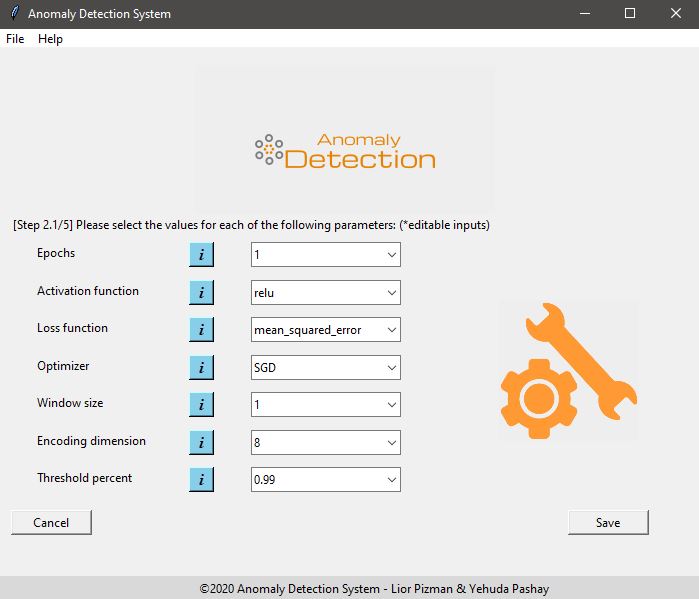 Anomaly Detection System
File Help
Anomaly
Detection
[Step 2.1/5] Please select the values for each of the following parameters: (*editable inputs)
Epochs i 1
Activation function i relu
Loss function i mean_squared_error
Optimizer i SGD
Window size i 1
Encoding dimension i 8
Threshold percent i 0.99
Cancel Save
©2020 Anomaly Detection System - Lior Pizman & Yehuda Pashay